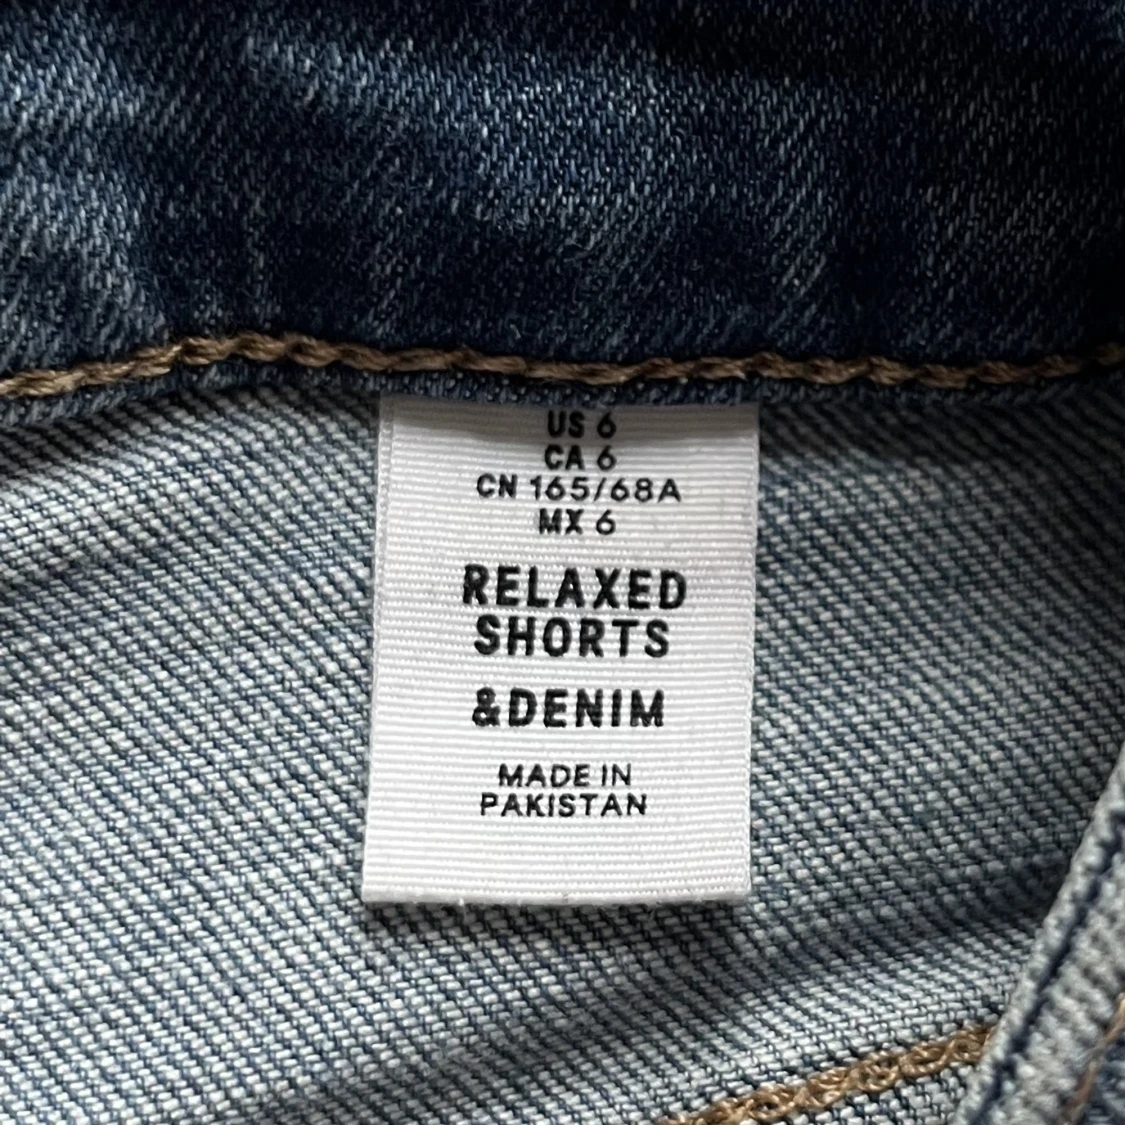 US 6
CA 6
CN 165/68A
MX 6
RELAXED
SHORTS
&DENIM
MADE IN
PAKISTAN